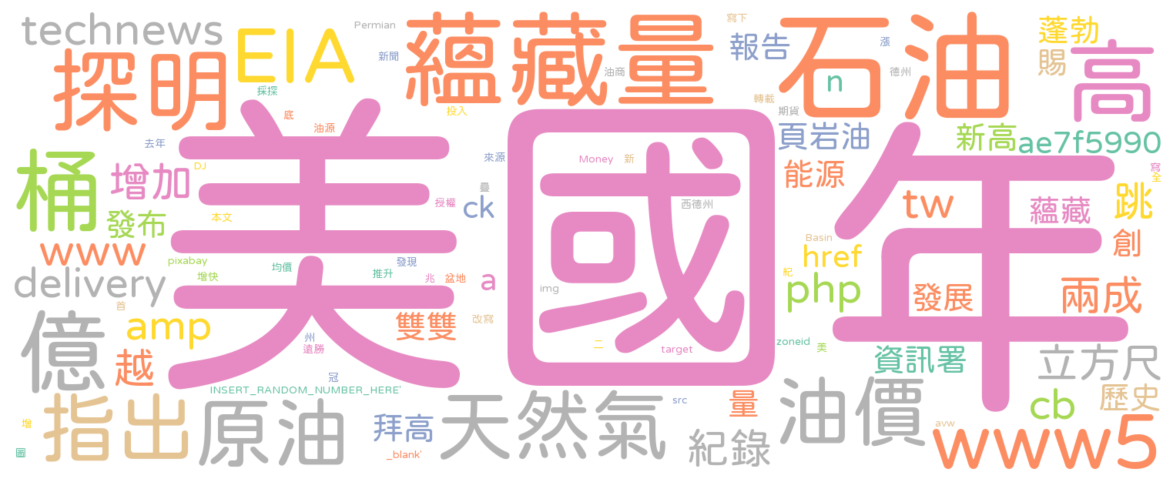 technews
Permian
寫下
探明
EIA
新聞
蘊藏量
油商
報告
石油
漲
德州
n
蓬勃
賜
高
採探
底
油源
投入
轉載
期貨
頁岩油
新高
ae7f5990
去年
DJ
桶
增加
美
國
年
來源
Money
新
疊
西德州
授權
ck
能源
寫
全
tw
蘊藏
跳
發布
本文
www
pixabay
增快
均價
發現
推升
兆
盆地
a
img
Basin
href
紀
php
創
發展
兩成
delivery
首
amp
雙雙
改寫
二
target
zoneid
美
資訊署
立方尺
億
越
州
遠勝
冠
INSERT_RANDOM_NUMBER_HERE'
src
量
油價
cb
歷史
增
圖
指出
原油
拜高
_blank'
天然氣
紀錄
avw
www5